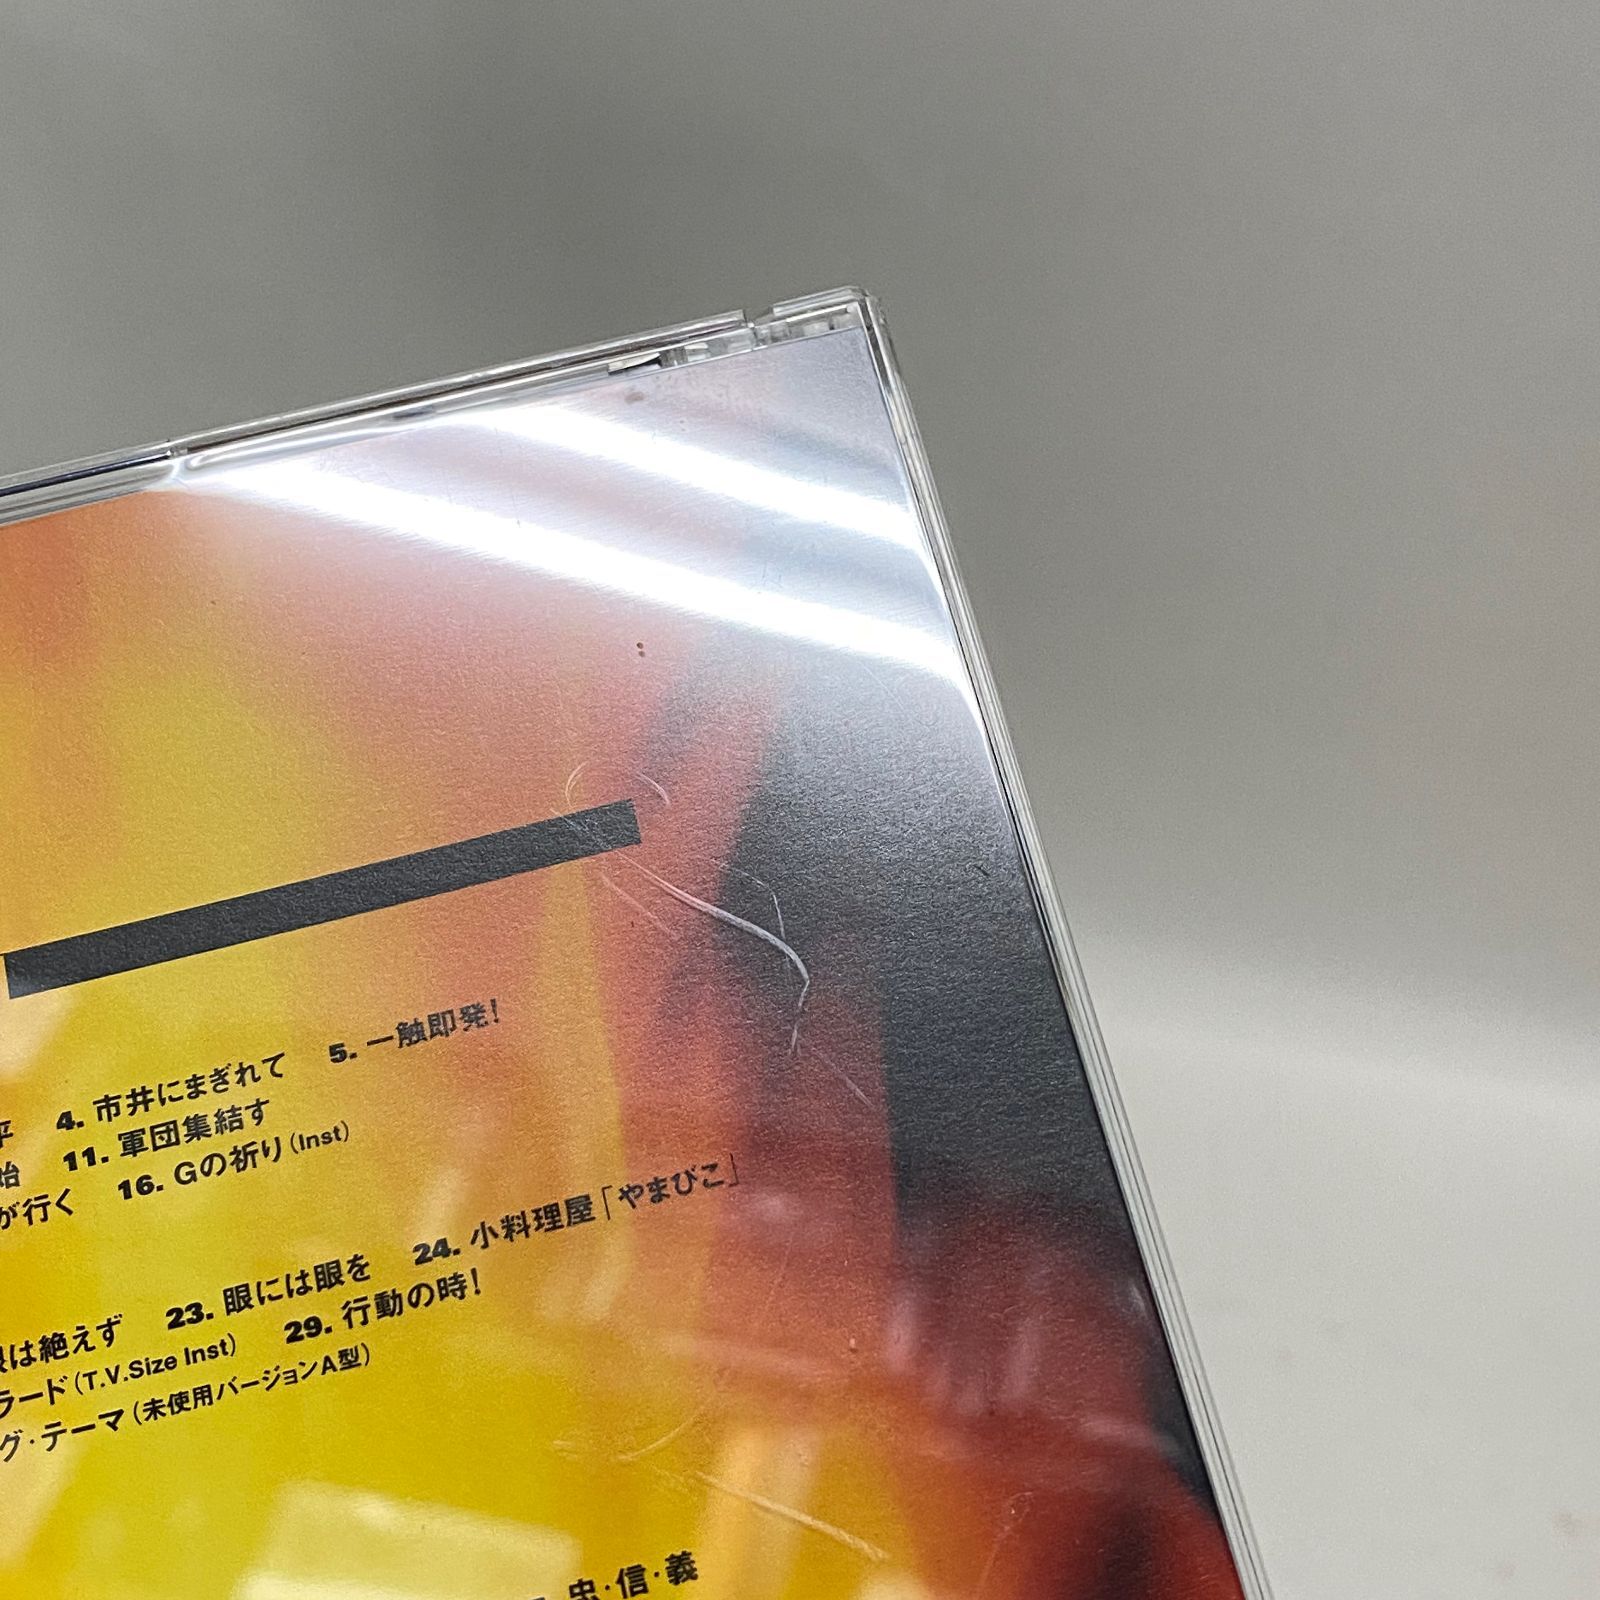 平 4. 市井にまぎれて 5. 一触即発！
始 11. 軍団集結す
が行く 16. Gの祈り (Inst)
は絶えず 23. 眼には眼を 24. 小料理屋「やまびこ」
ラード (T.V.Size Inst) 29. 行動の時！
グ・テーマ (未使用バージョンA型)
忠・信・義